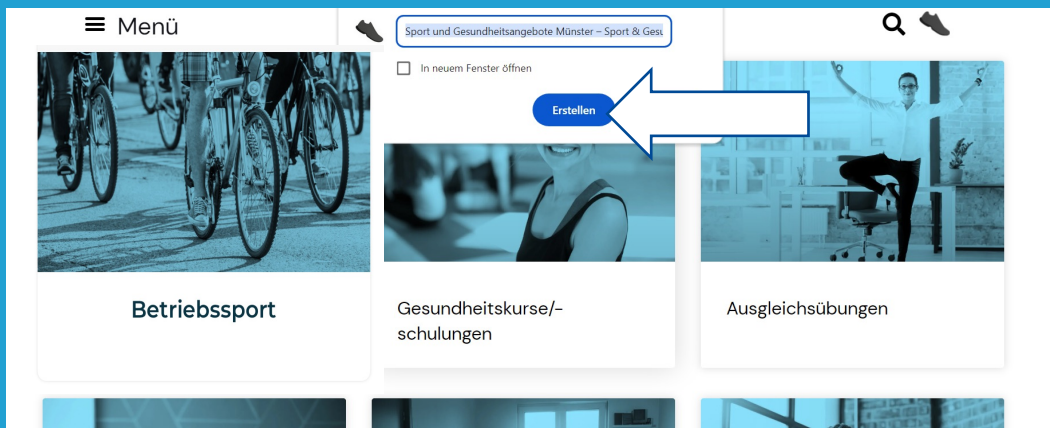 Menü
Sport und Gesundheitsangebote Münster – Sport & Gesu
In neuem Fenster öffnen
Erstellen
Betriebssport
Gesundheitskurse/-
schulungen
Ausgleichsübungen